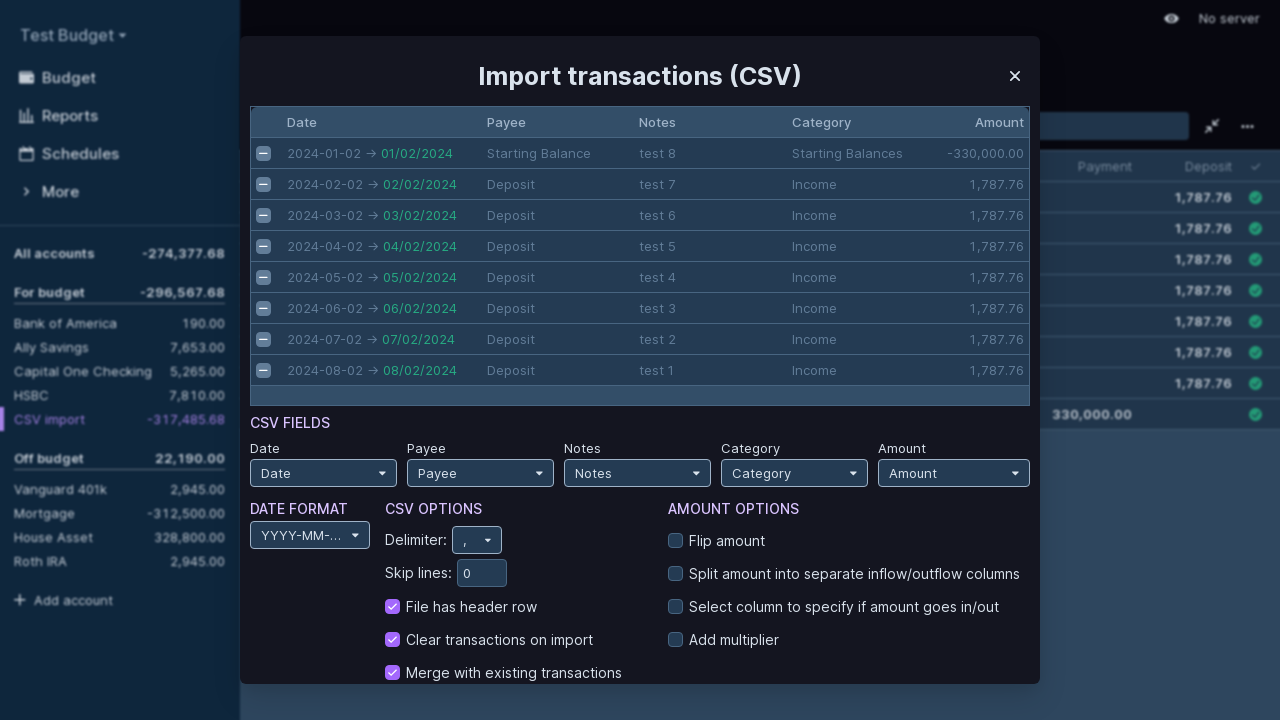 Test Budget
Budget
Reports
Schedules
More
All accounts -274,377.68
For budget -296,567.68
Bank of America 190.00
Ally Savings 7,653.00
Capital One Checking 5,265.00
HSBC 7,810.00
CSV import -317,485.68
Off budget 22,190.00
Vanguard 401k 2,945.00
Mortgage -312,500.00
House Asset 328,800.00
Roth IRA 2,945.00
Add account
No server
Import transactions (CSV)
Date Payee Notes Category Amount
2024-01-02 → 01/02/2024 Starting Balance test 8 Starting Balances -330,000.00
2024-02-02 → 02/02/2024 Deposit test 7 Income 1,787.76
2024-03-02 → 03/02/2024 Deposit test 6 Income 1,787.76
2024-04-02 → 04/02/2024 Deposit test 5 Income 1,787.76
2024-05-02 → 05/02/2024 Deposit test 4 Income 1,787.76
2024-06-02 → 06/02/2024 Deposit test 3 Income 1,787.76
2024-07-02 → 07/02/2024 Deposit test 2 Income 1,787.76
2024-08-02 → 08/02/2024 Deposit test 1 Income 1,787.76
CSV FIELDS
Date Payee Notes Category Amount
Date Payee Notes Category Amount
DATE FORMAT
YYYY-MM-...
CSV OPTIONS
Delimiter: ,
Skip lines: 0
File has header row
Clear transactions on import
Merge with existing transactions
AMOUNT OPTIONS
Flip amount
Split amount into separate inflow/outflow columns
Select column to specify if amount goes in/out
Add multiplier
Payment Deposit
1,787.76
1,787.76
1,787.76
1,787.76
1,787.76
1,787.76
1,787.76
330,000.00